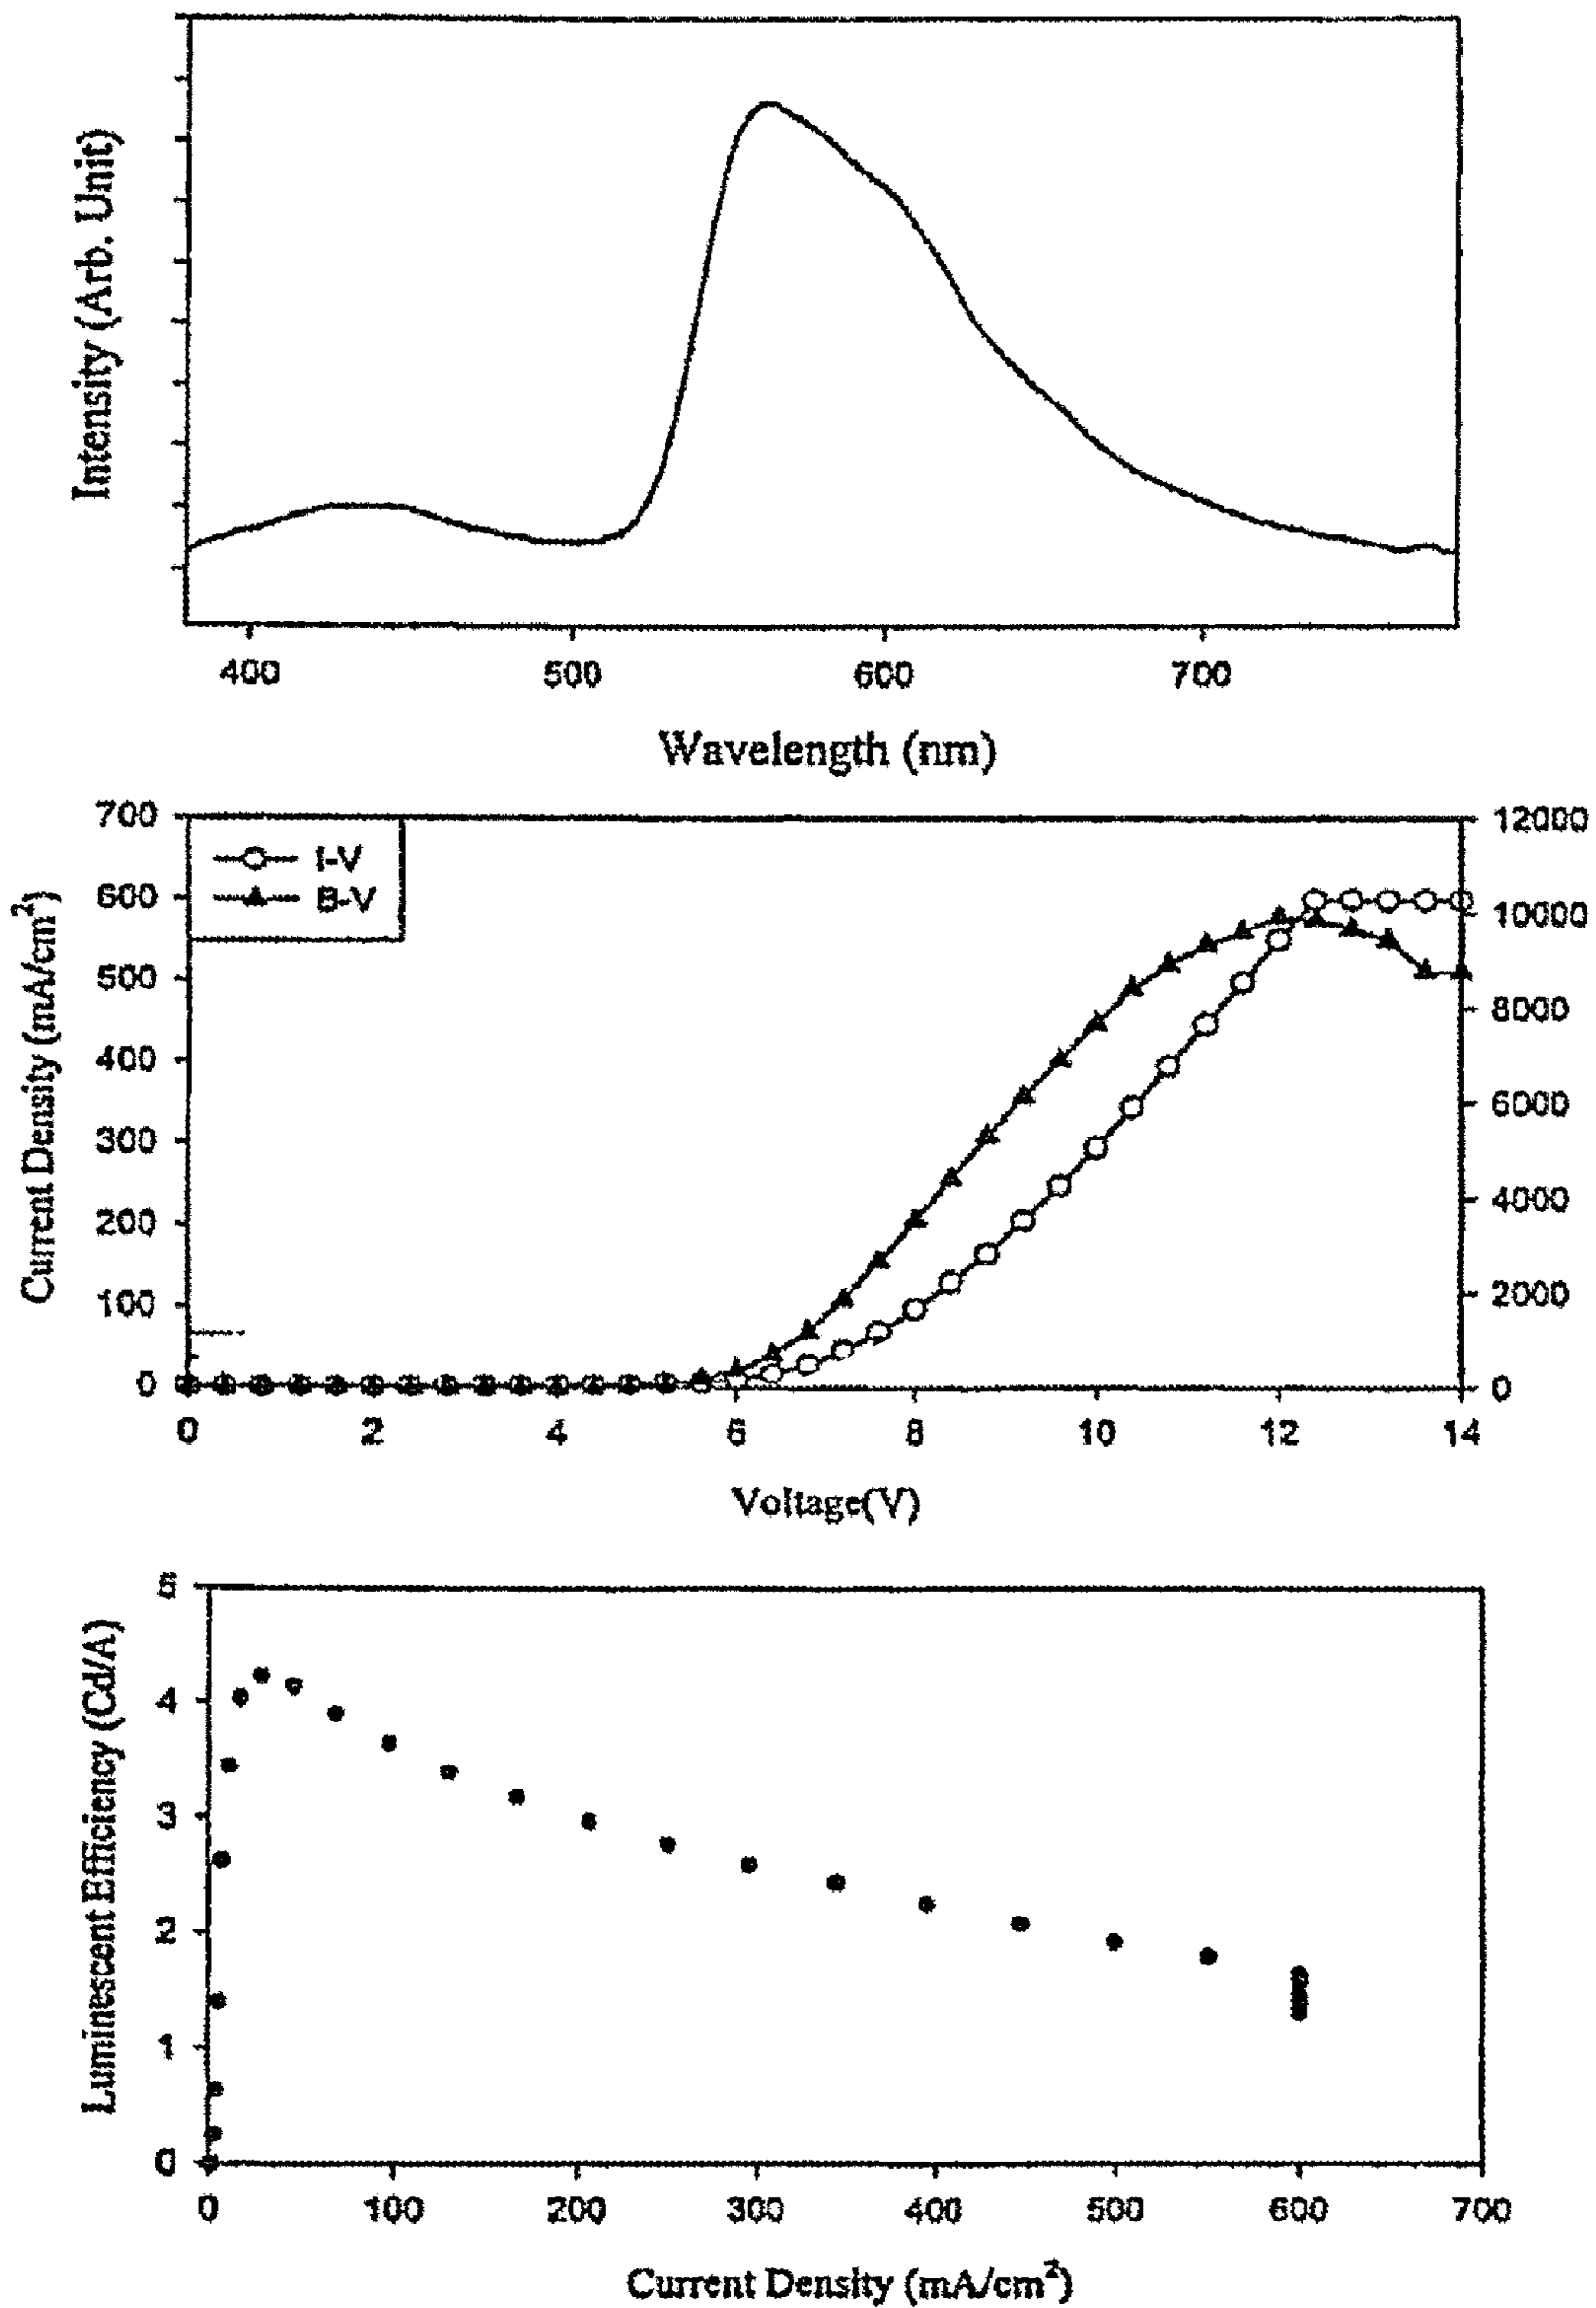 Intensity (Arb. Unit)
400 500 600 700
Wavelength (nm)
Current Density (mA/cm²)
700
600
500
400
300
200
100
0
I-V
B-V
12000
10000
8000
6000
4000
2000
0
0 2 4 6 8 10 12 14
Voltage(V)
Luminescent Efficiency (Cd/A)
5
4
3
2
1
0
0 100 200 300 400 500 600 700
Current Density (mA/cm²)